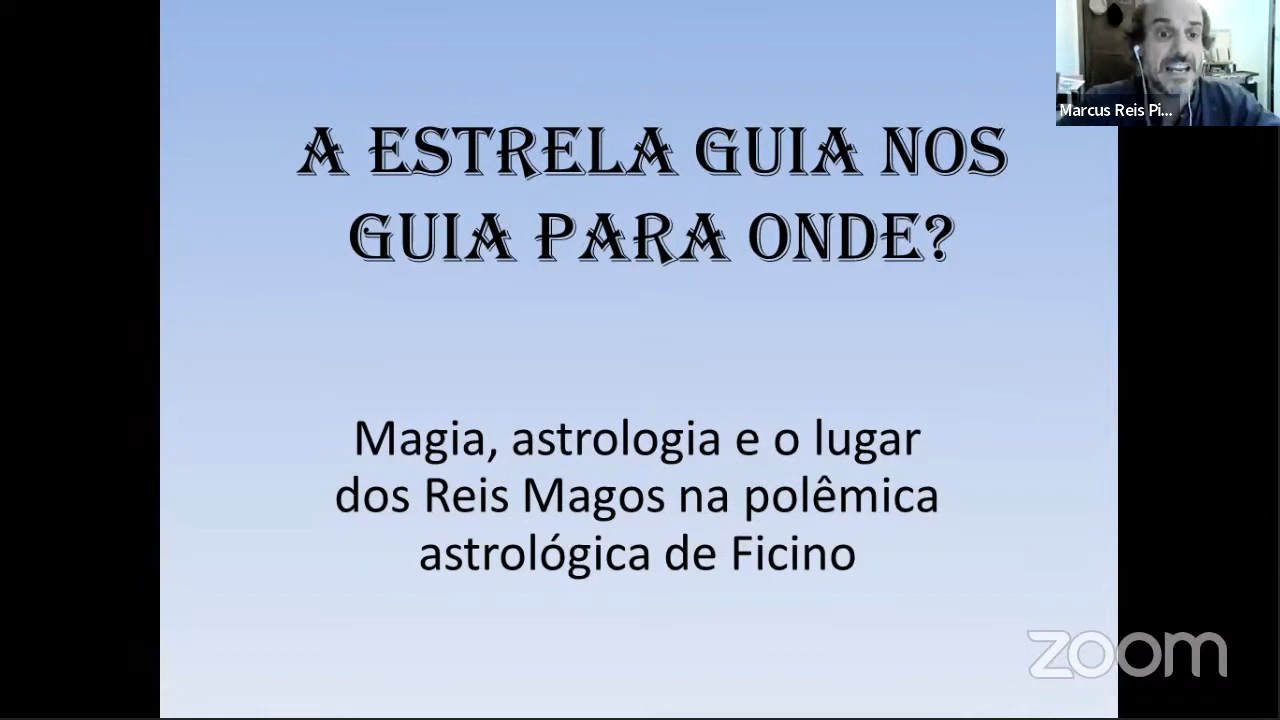 A ESTRELA GUIA NOS
GUIA PARA ONDE?
Magia, astrologia e o lugar
dos Reis Magos na polêmica
astrológica de Ficino
Marcus Reis Pi...
zoom